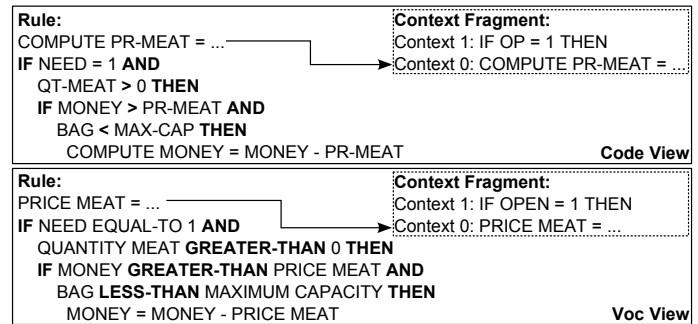 Rule:
COMPUTE PR-MEAT = ...
IF NEED = 1 AND
QT-MEAT > 0 THEN
IF MONEY > PR-MEAT AND
BAG < MAX-CAP THEN
COMPUTE MONEY = MONEY - PR-MEAT
Context Fragment:
Context 1: IF OP = 1 THEN
Context 0: COMPUTE PR-MEAT = ...
Code View
Rule:
PRICE MEAT = ...
IF NEED EQUAL-TO 1 AND
QUANTITY MEAT GREATER-THAN 0 THEN
IF MONEY GREATER-THAN PRICE MEAT AND
BAG LESS-THAN MAXIMUM CAPACITY THEN
MONEY = MONEY - PRICE MEAT
Context Fragment:
Context 1: IF OPEN = 1 THEN
Context 0: PRICE MEAT = ...
Voc View